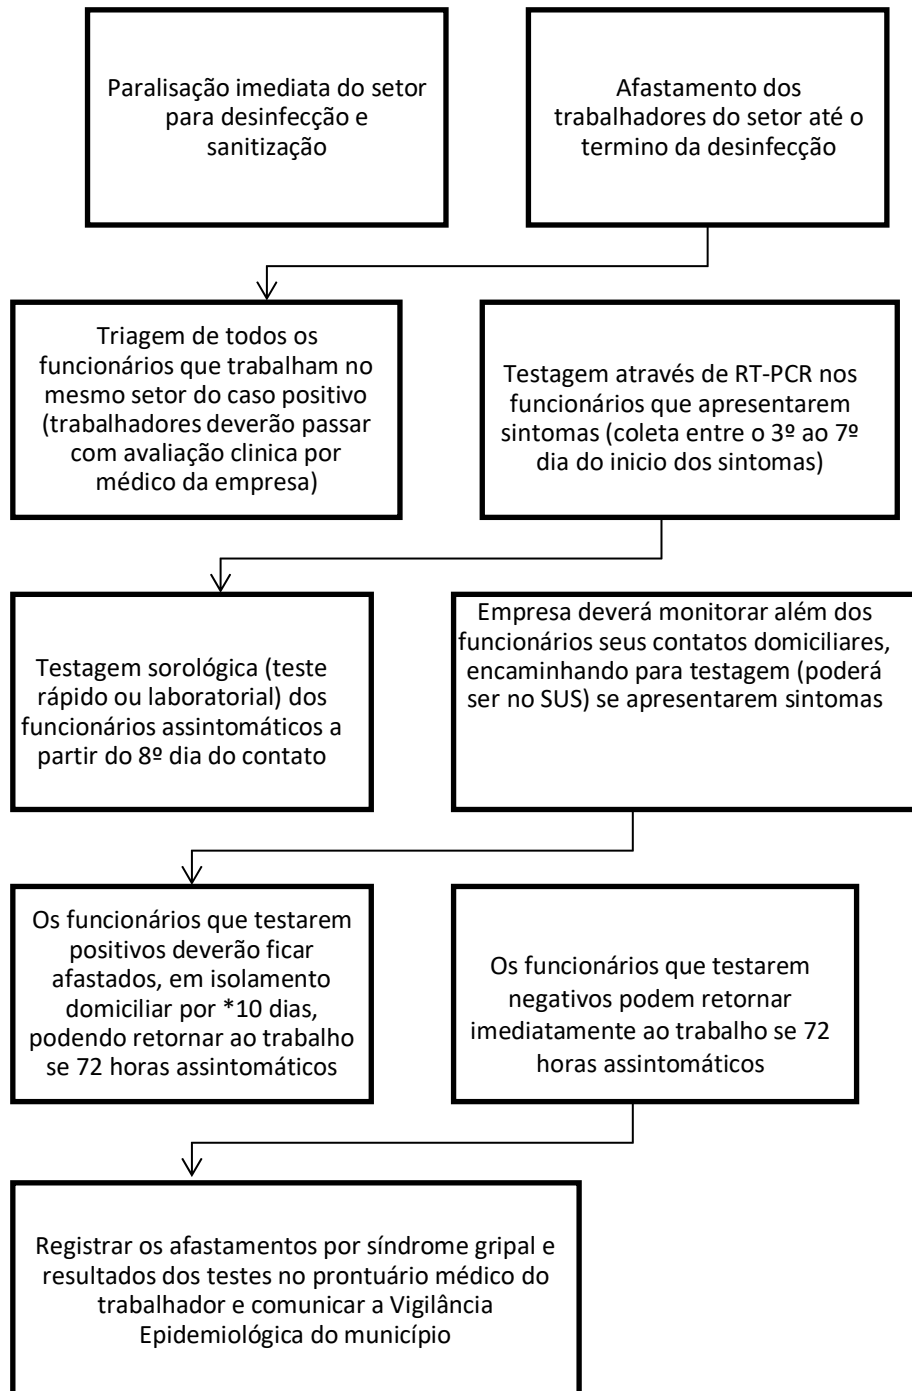 Paralisação imediata do setor
para desinfecção e
sanitização
Afastamento dos
trabalhadores do setor até o
termino da desinfecção
Triagem de todos os
funcionários que trabalham no
mesmo setor do caso positivo
(trabalhadores deverão passar
com avaliação clinica por
médico da empresa)
Testagem através de RT-PCR nos
funcionários que apresentarem
sintomas (coleta entre o 3º ao 7º
dia do inicio dos sintomas)
Testagem sorológica (teste
rápido ou laboratorial) dos
funcionários assintomáticos a
partir do 8º dia do contato
Empresa deverá monitorar além dos
funcionários seus contatos domiciliares,
encaminhando para testagem (poderá
ser no SUS) se apresentarem sintomas
Os funcionários que testarem
positivos deverão ficar
afastados, em isolamento
domiciliar por *10 dias,
podendo retornar ao trabalho
se 72 horas assintomáticos
Os funcionários que testarem
negativos podem retornar
imediatamente ao trabalho se 72
horas assintomáticos
Registrar os afastamentos por síndrome gripal e
resultados dos testes no prontuário médico do
trabalhador e comunicar a Vigilância
Epidemiológica do município